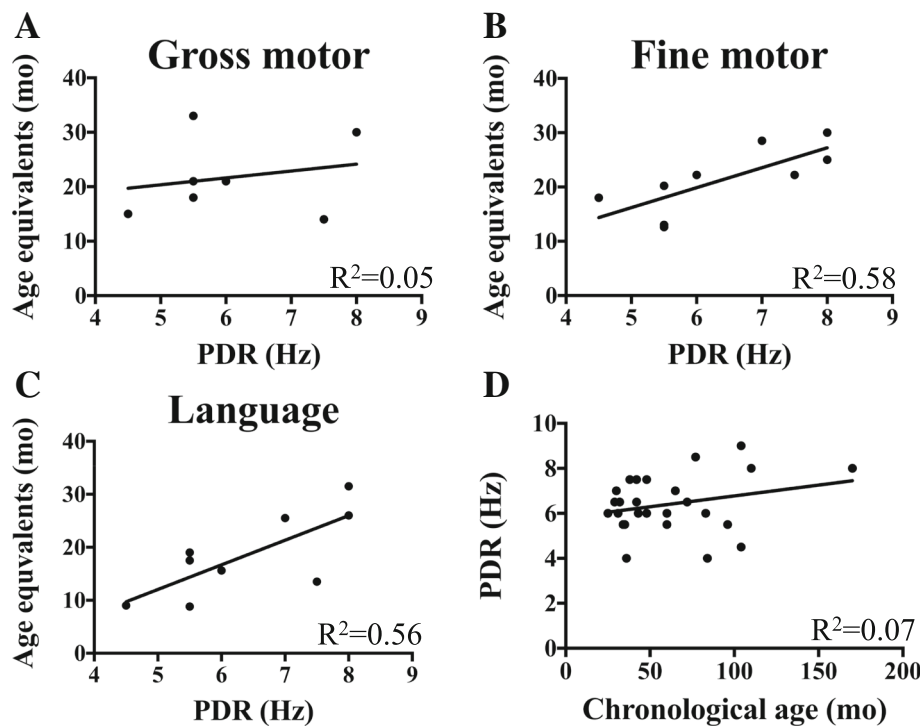 A
Gross motor
Age equivalents (mo)
40
30
20
10
0
4 5 6 7 8 9
R²=0.05
PDR (Hz)
B
Fine motor
Age equivalents (mo)
40
30
20
10
0
4 5 6 7 8 9
R²=0.58
PDR (Hz)
C
Language
Age equvalents (mo)
40
30
20
10
0
4 5 6 7 8 9
R²=0.56
PDR (Hz)
D
PDR (Hz)
10
8
6
4
2
0
0 50 100 150 200
R²=0.07
Chronological age (mo)